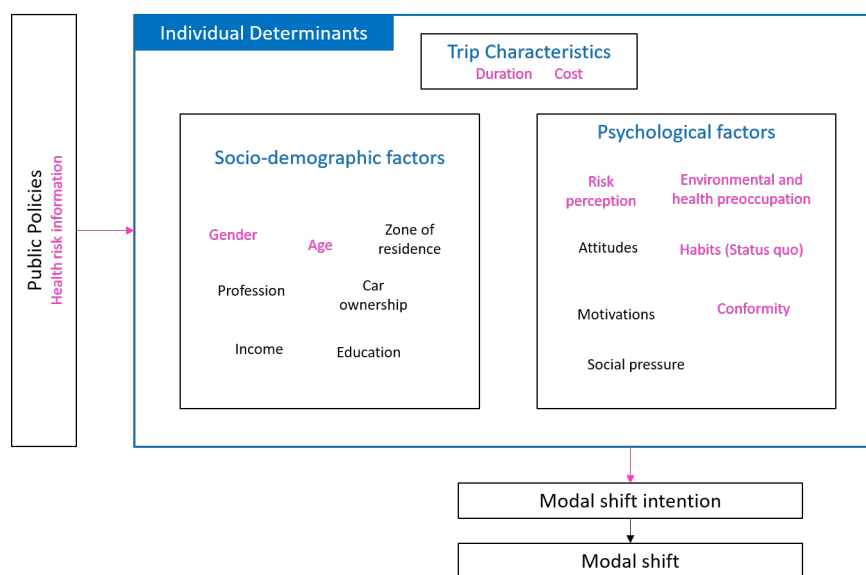 Public Policies
Health risk information
Individual Determinants
Trip Characteristics
Duration Cost
Socio-demographic factors
Gender
Age
Zone of
residence
Profession
Car
ownership
Income
Education
Psychological factors
Risk
perception
Environmental and
health preoccupation
Attitudes
Habits (Status quo)
Motivations
Conformity
Social pressure
Modal shift intention
Modal shift